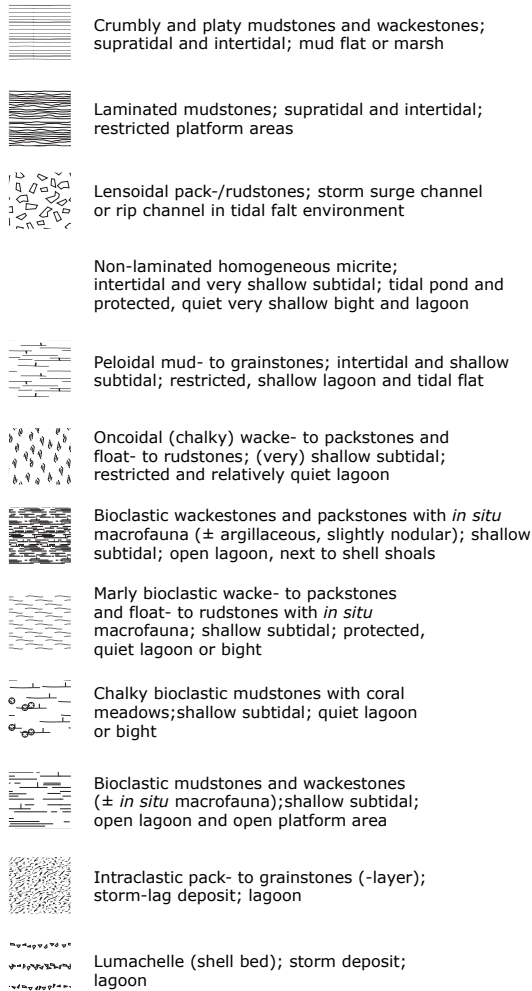 Crumbly and platy mudstones and wackestones;
supratidal and intertidal; mud flat or marsh
Laminated mudstones; supratidal and intertidal;
restricted platform areas
Lensoidal pack-/rudstones; storm surge channel
or rip channel in tidal falt environment
Non-laminated homogeneous micrite;
intertidal and very shallow subtidal; tidal pond and
protected, quiet very shallow bight and lagoon
Peloidal mud- to grainstones; intertidal and shallow
subtidal; restricted, shallow lagoon and tidal flat
Oncoidal (chalky) wacke- to packstones and
float- to rudstones; (very) shallow subtidal;
restricted and relatively quiet lagoon
Bioclastic wackestones and packstones with in situ
macrofauna (± argillaceous, slightly nodular); shallow
subtidal; open lagoon, next to shell shoals
Marly bioclastic wacke- to packstones
and float- to rudstones with in situ
macrofauna; shallow subtidal; protected,
quiet lagoon or bight
Chalky bioclastic mudstones with coral
meadows;shallow subtidal; quiet lagoon
or bight
Bioclastic mudstones and wackestones
(± in situ macrofauna);shallow subtidal;
open lagoon and open platform area
Intraclastic pack- to grainstones (-layer);
storm-lag deposit; lagoon
Lumachelle (shell bed); storm deposit;
lagoon